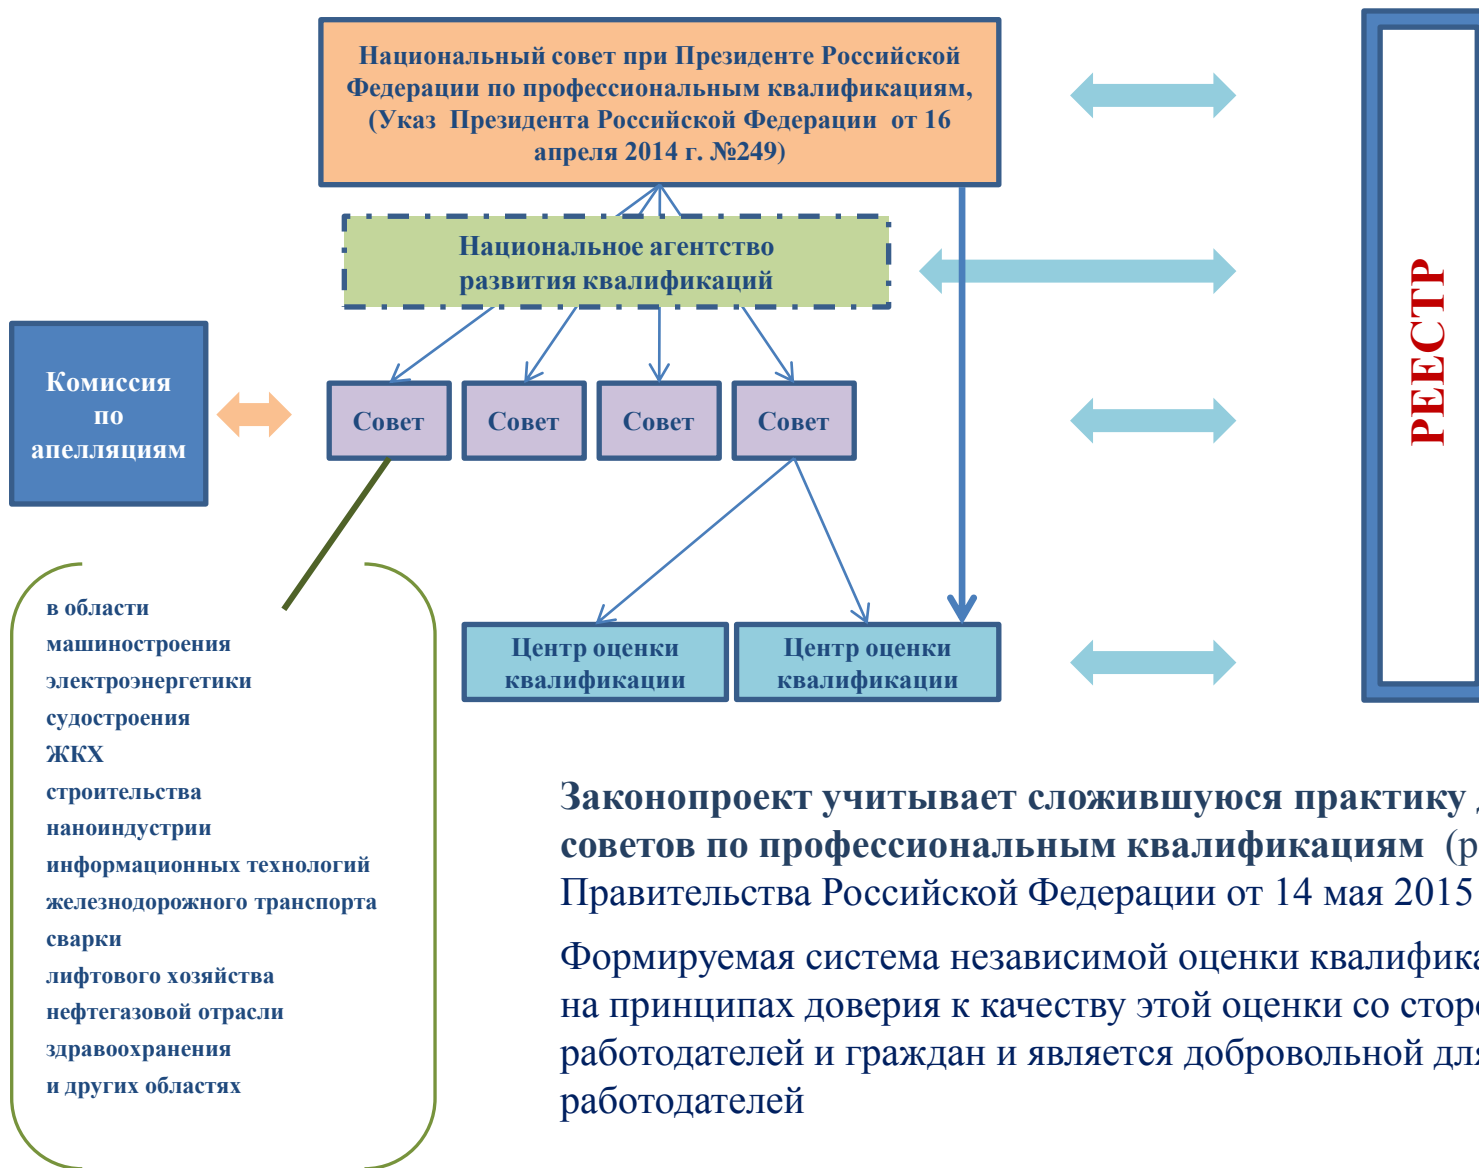 Национальный совет при Президенте Российской
Федерации по профессиональным квалификациям,
(Указ Президента Российской Федерации от 16
апреля 2014 г. №249)
Национальное агентство
развития квалификаций
РЕЕСТР
Комиссия
по
апелляциям
Совет
Совет
Совет
Совет
Центр оценки
квалификации
Центр оценки
квалификации
в области
машиностроения
электроэнергетики
судостроения
ЖКХ
строительства
наноиндустрии
информационных технологий
железнодорожного транспорта
сварки
лифтового хозяйства
нефтегазовой отрасли
здравоохранения
и других областях
Законопроект учитывает сложившуюся практику
советов по профессиональным квалификациям (р
Правительства Российской Федерации от 14 мая 2015
Формируемая система независимой оценки квалифика
на принципах доверия к качеству этой оценки со сторо
работодателей и граждан и является добровольной для
работодателей